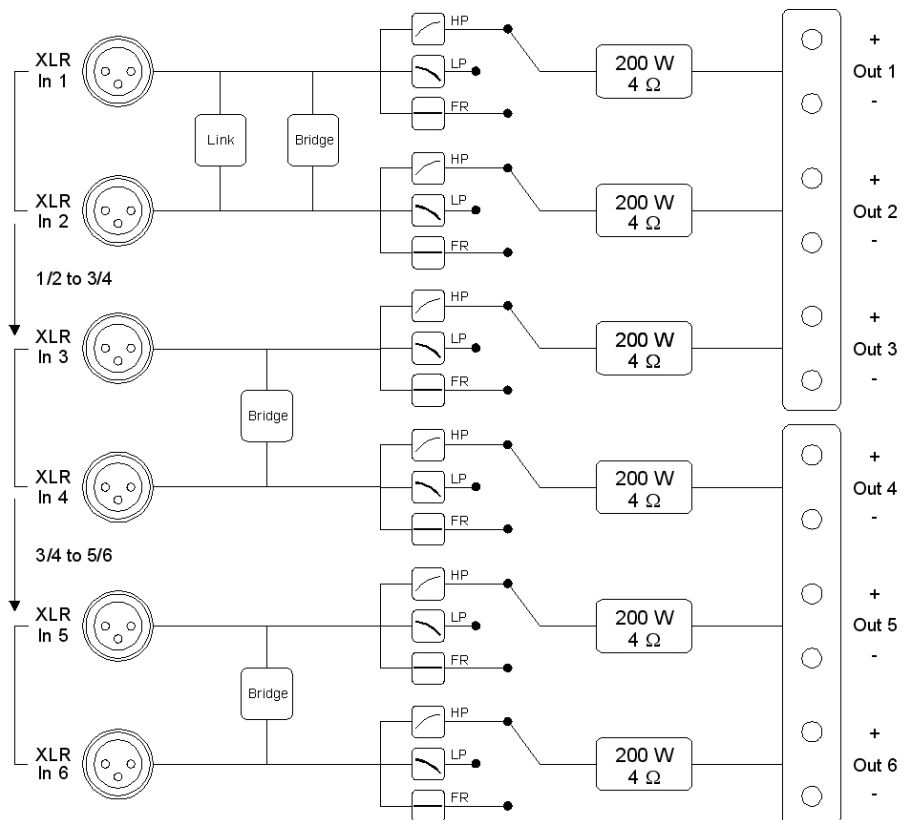 HP
XLR
In 1
LP
200 W
4 Ω
+
Out 1
-
FR
Link
Bridge
HP
XLR
In 2
LP
200 W
4 Ω
+
Out 2
-
FR
1/2 to 3/4
HP
XLR
In 3
LP
200 W
4 Ω
+
Out 3
-
FR
Bridge
HP
XLR
In 4
LP
200 W
4 Ω
+
Out 4
-
FR
3/4 to 5/6
HP
XLR
In 5
LP
200 W
4 Ω
+
Out 5
-
FR
Bridge
HP
XLR
In 6
LP
200 W
4 Ω
+
Out 6
-
FR